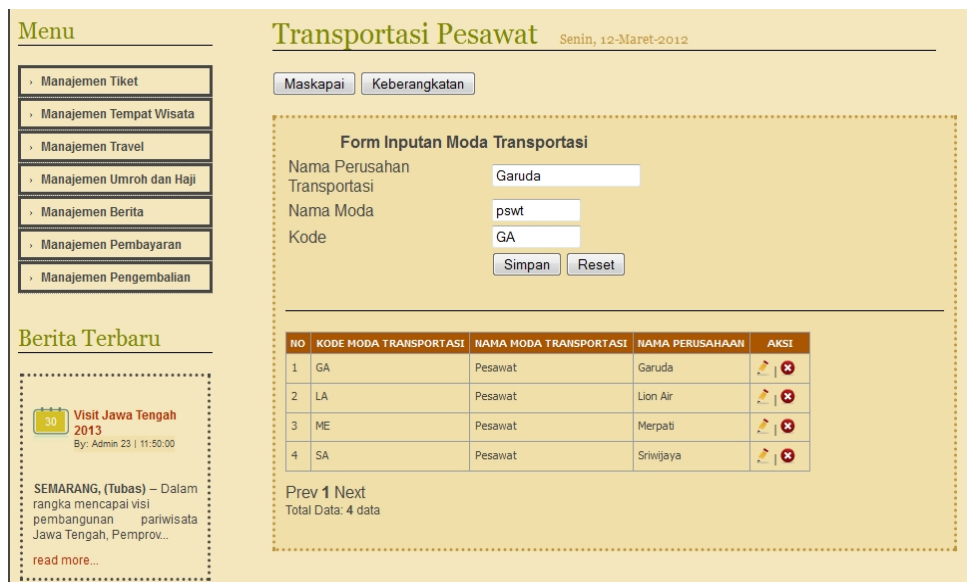 Menu
Manajemen Tiket
Manajemen Tempat Wisata
Manajemen Travel
Manajemen Umroh dan Haji
Manajemen Berita
Manajemen Pembayaran
Manajemen Pengembalian
Berita Terbaru
30
Visit Jawa Tengah
2013
By: Admin 23 | 11:50:00
SEMARANG, (Tubas) – Dalam
rangka mencapai visi
pembangunan pariwisata
Jawa Tengah, Pemprov...
read more...
Transportasi Pesawat Senin, 12-Maret-2012
Maskapai Keberangkatan
Form Inputan Moda Transportasi
Nama Perusahan
Transportasi
Garuda
Nama Moda pswt
Kode GA
Simpan Reset
NO KODE MODA TRANSPORTASI NAMA MODA TRANSPORTASI NAMA PERUSAHAAN AKSI
1 GA Pesawat Garuda |
2 LA Pesawat Lion Air |
3 ME Pesawat Merpati |
4 SA Pesawat Sriwijaya |
Prev 1 Next
Total Data: 4 data